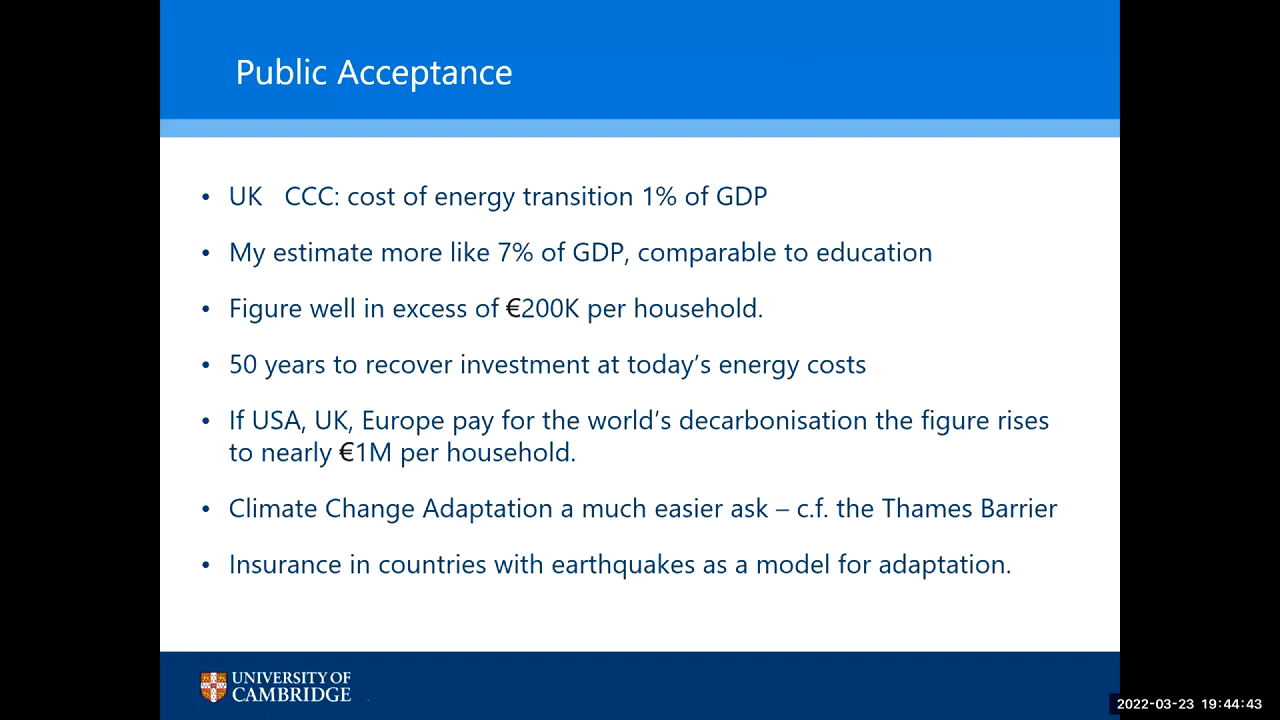 Public Acceptance
• UK CCC: cost of energy transition 1% of GDP
• My estimate more like 7% of GDP, comparable to education
• Figure well in excess of €200K per household.
• 50 years to recover investment at today’s energy costs
• If USA, UK, Europe pay for the world’s decarbonisation the figure rises
to nearly €1M per household.
• Climate Change Adaptation a much easier ask – c.f. the Thames Barrier
• Insurance in countries with earthquakes as a model for adaptation.
UNIVERSITY OF
CAMBRIDGE
2022-03-23 19:44:43